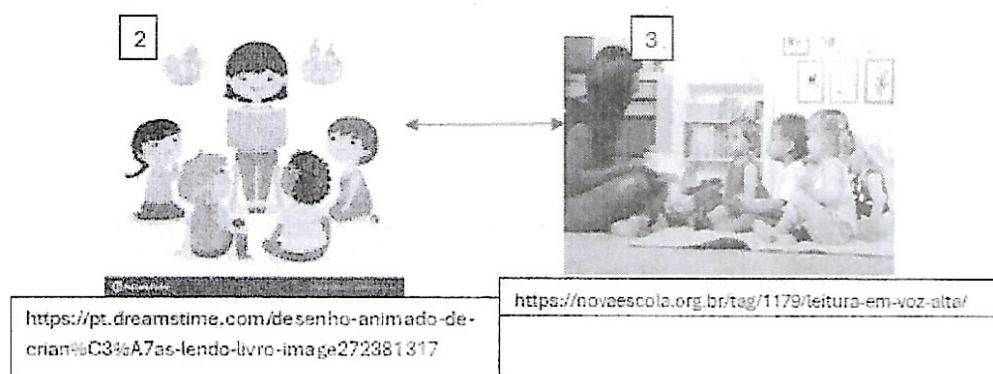 2
3
https://pt.dreamstime.com/desenho-animado-de-
crian%C3%A7as-lendo-livro-image272381317
https://novaescola.org.br/tag/1179/leitura-em-voz-alta/